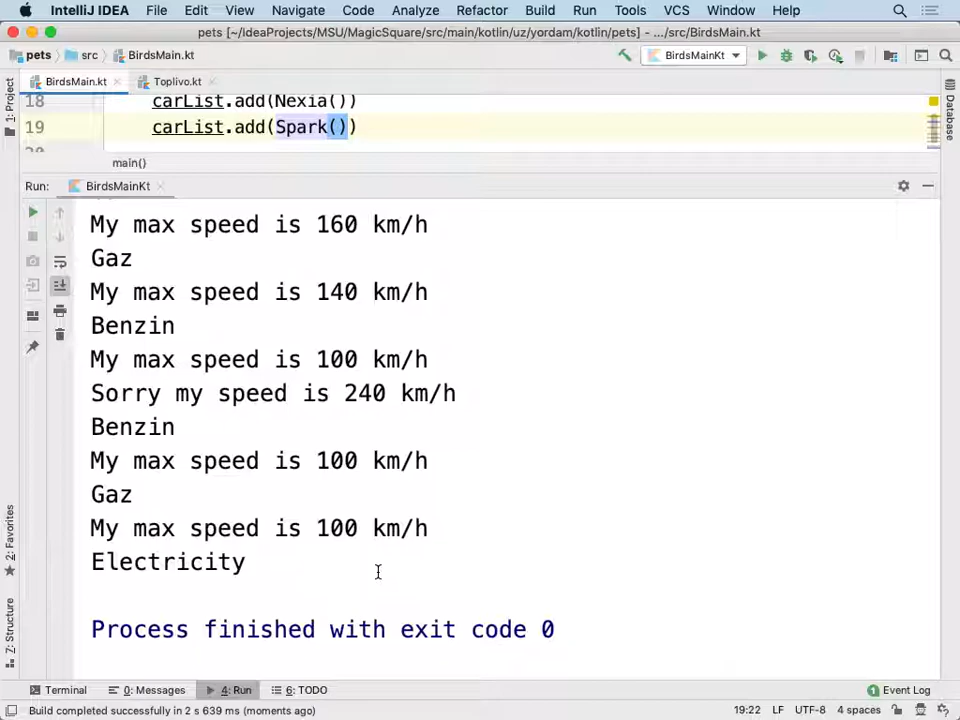 IntelliJ IDEA File Edit View Navigate Code Analyze Refactor Build Run Tools VCS Window Help
pets [~/IdeaProjects/MSU/MagicSquare/src/main/kotlin/uz/yordam/kotlin/pets] - .../src/BirdsMain.kt
pets src BirdsMain.kt BirdsMainKt
1: Project
BirdsMain.kt Toplivo.kt
Database
18 carList.add(Nexia())
19 carList.add(Spark())
main()
Run: BirdsMainKt
My max speed is 160 km/h
Gaz
My max speed is 140 km/h
Benzin
My max speed is 100 km/h
Sorry my speed is 240 km/h
Benzin
My max speed is 100 km/h
Gaz
My max speed is 100 km/h
Electricity
Process finished with exit code 0
2: Favorites
Z: Structure
Terminal 0: Messages 4: Run 6: TODO 1 Event Log
Build completed successfully in 2 s 639 ms (moments ago) 19:22 LF UTF-8 4 spaces